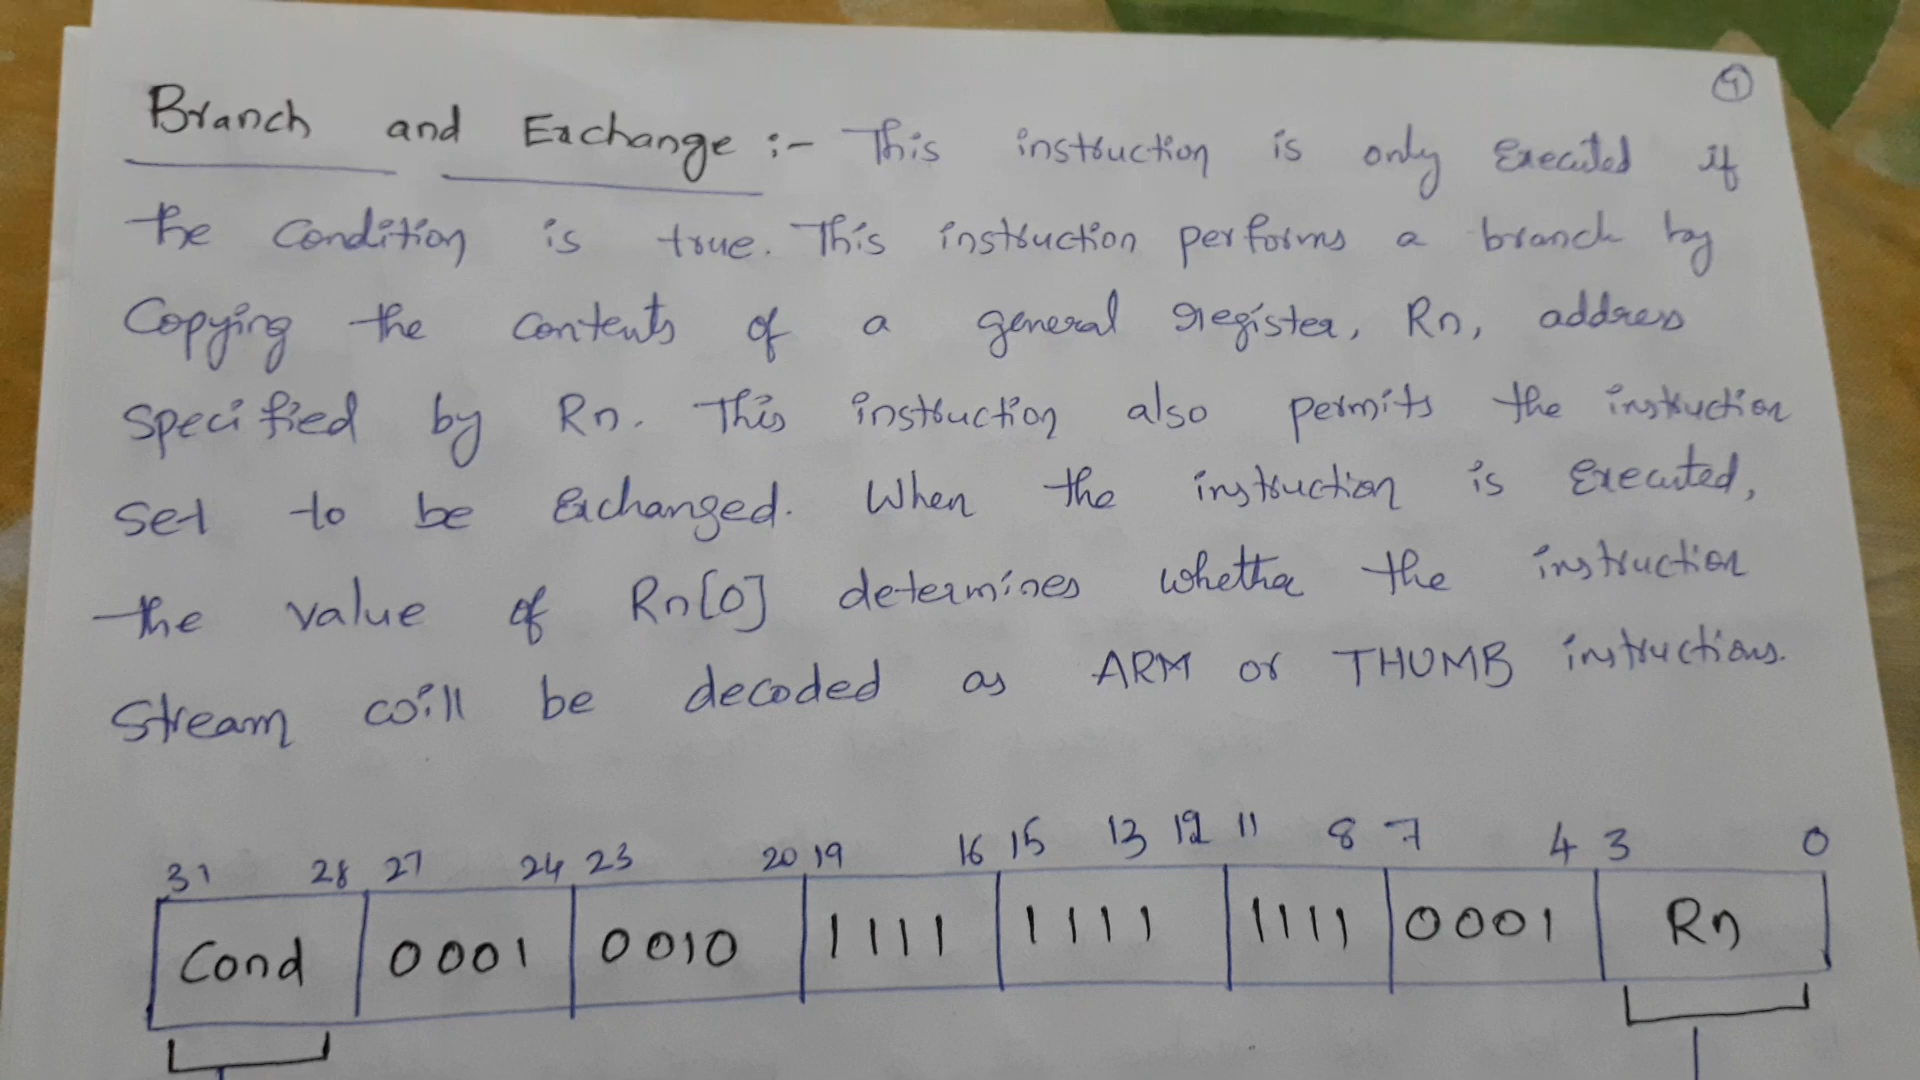 9
Branch and Exchange :- This instruction is only Executed if
the Condition is true. This instruction performs a branch by
Copying the contents of a general register, Rn, address
specified by Rn. This instruction also permits the instruction
set to be Exchanged. When the instruction is Executed,
the value of Rn[0] determines whether the instruction
Stream will be decoded as ARM or THUMB instructions.
31 28 27 24 23 20 19 16 15 13 12 11 8 7 4 3 0
Cond 0001 0010 1111 1111 1111 0001 Rn